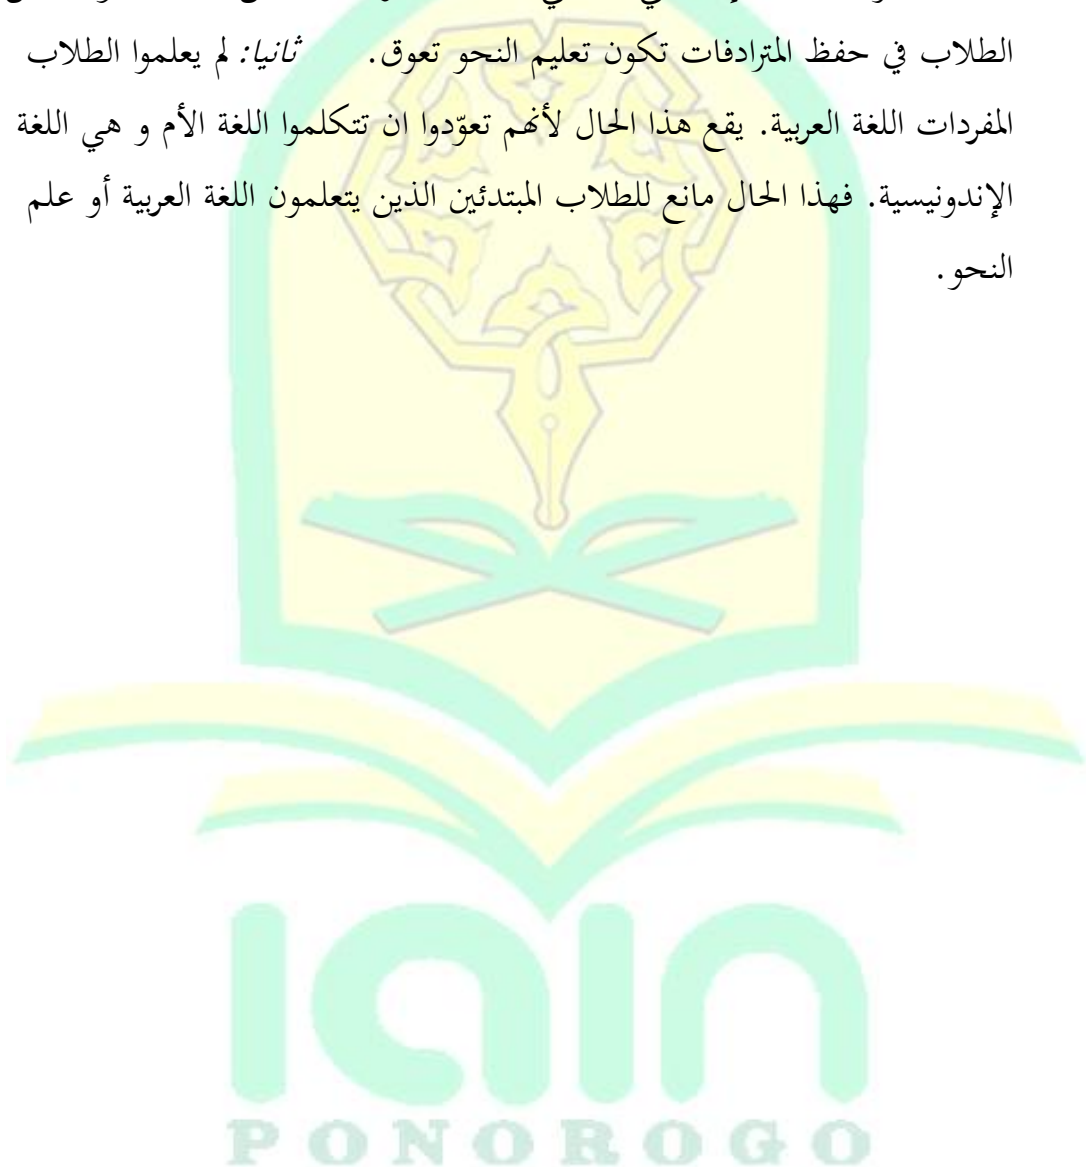 الطلاب في حفظ المترادفات تكون تعليم النحو تعوق. ثانيا: لم يعلموا الطلاب
المفردات اللغة العربية. يقع هذا الحال لأنهم تعوّدوا ان تتكلموا اللغة الأم و هي اللغة
الإندونيسية. فهذا الحال مانع للطلاب المبتدئين الذين يتعلمون اللغة العربية أو علم
النحو.
iain
PONOROGO